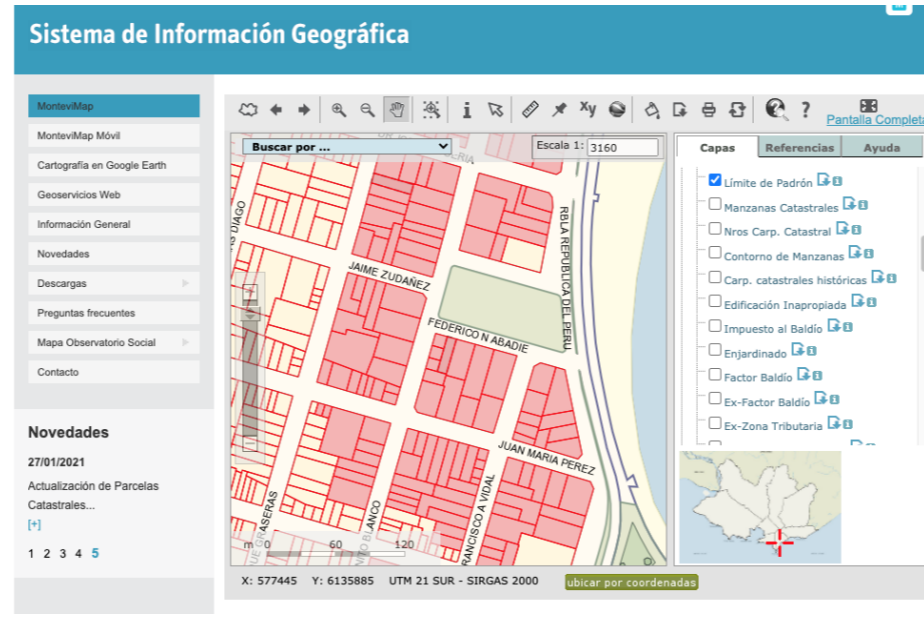 Sistema de Información Geográfica
MonteviMap
MonteviMap Móvil
Cartografía en Google Earth
Geoservicios Web
Información General
Novedades
Descargas
Preguntas frecuentes
Mapa Observatorio Social
Contacto
Novedades
27/01/2021
Actualización de Parcelas
Catastrales...
[+]
1 2 3 4 5
i
Xy
?
Pantalla Completa
Buscar por ...
Escala 1: 3160
DIAGO
JAIME ZUDAÑEZ
RBLA REPUBLICA DEL PERU
FEDERICO N ABADIE
JUAN MARIA PEREZ
FRANCISCO A VIDAL
BLANCO
GRASERAS
m 0 60 120
X: 577445 Y: 6135885 UTM 21 SUR - SIRGAS 2000
ubicar por coordenadas
Capas Referencias Ayuda
Límite de Padrón
Manzanas Catastrales
Nros Carp. Catastral
Contorno de Manzanas
Carp. catastrales históricas
Edificación Inapropiada
Impuesto al Baldío
Enjardinado
Factor Baldío
Ex-Factor Baldío
Ex-Zona Tributaria